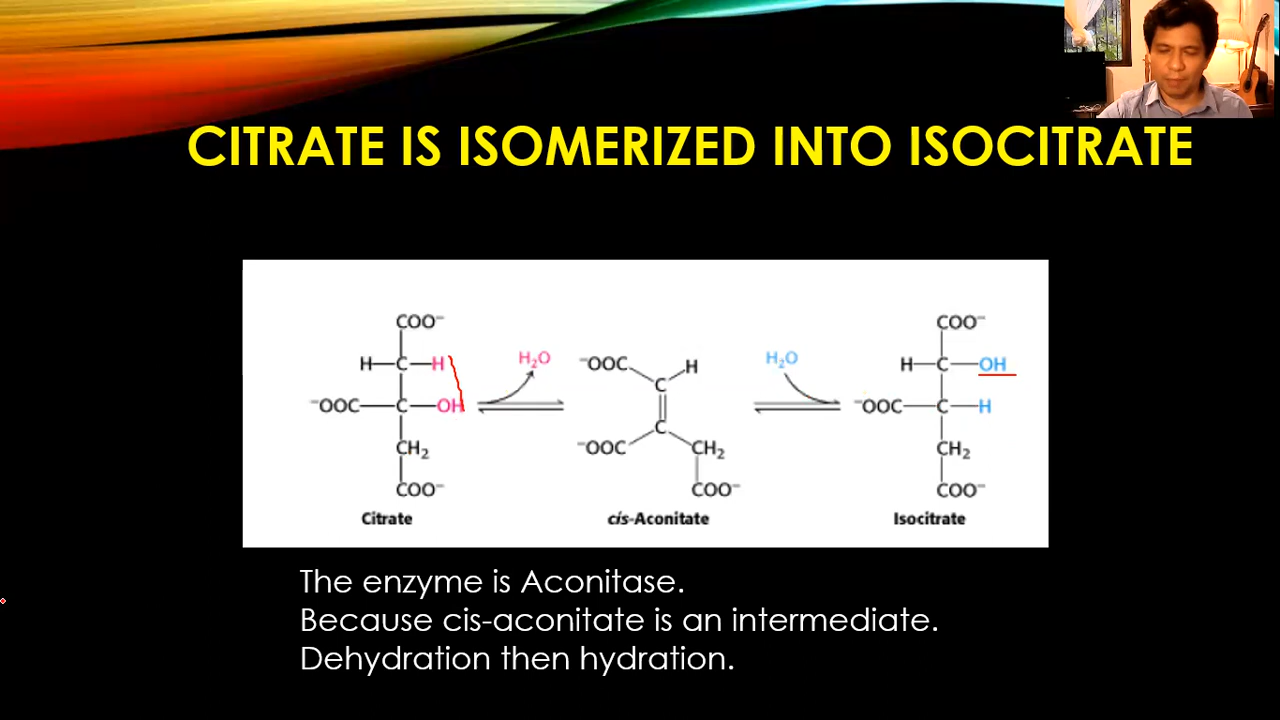 CITRATE IS ISOMERIZED INTO ISOCITRATE
COO⁻
H—C—H
⁻OOC—C—OH
CH₂
COO⁻
Citrate
H₂O
⁻OOC
H
C
C
⁻OOC
CH₂
COO⁻
cis-Aconitate
H₂O
COO⁻
H—C—OH
⁻OOC—C—H
CH₂
COO⁻
Isocitrate
The enzyme is Aconitase.
Because cis-aconitate is an intermediate.
Dehydration then hydration.